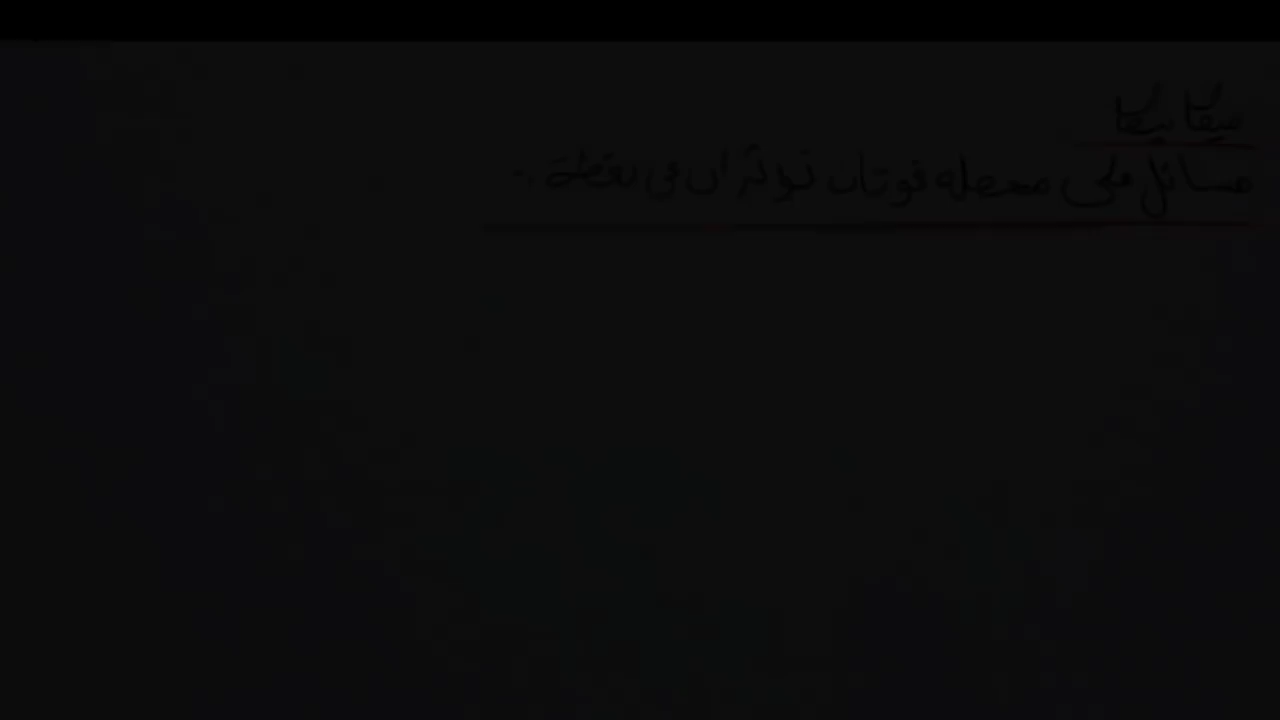 ميكانيكا
مسائل على محصلة قوتان تؤثران في نقطة :-